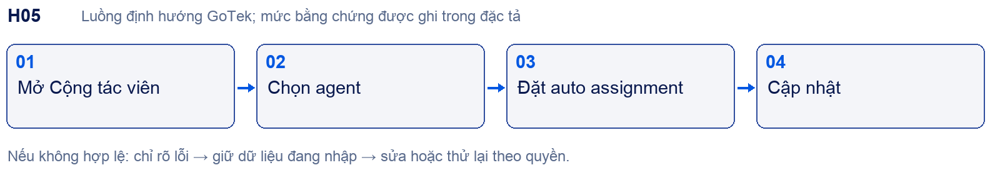 H05 Luồng định hướng GoTek; mức bằng chứng được ghi trong đặc tả
01
Mở Cộng tác viên
02
Chọn agent
03
Đặt auto assignment
04
Cập nhật
Nếu không hợp lệ: chỉ rõ lỗi → giữ dữ liệu đang nhập → sửa hoặc thử lại theo quyền.